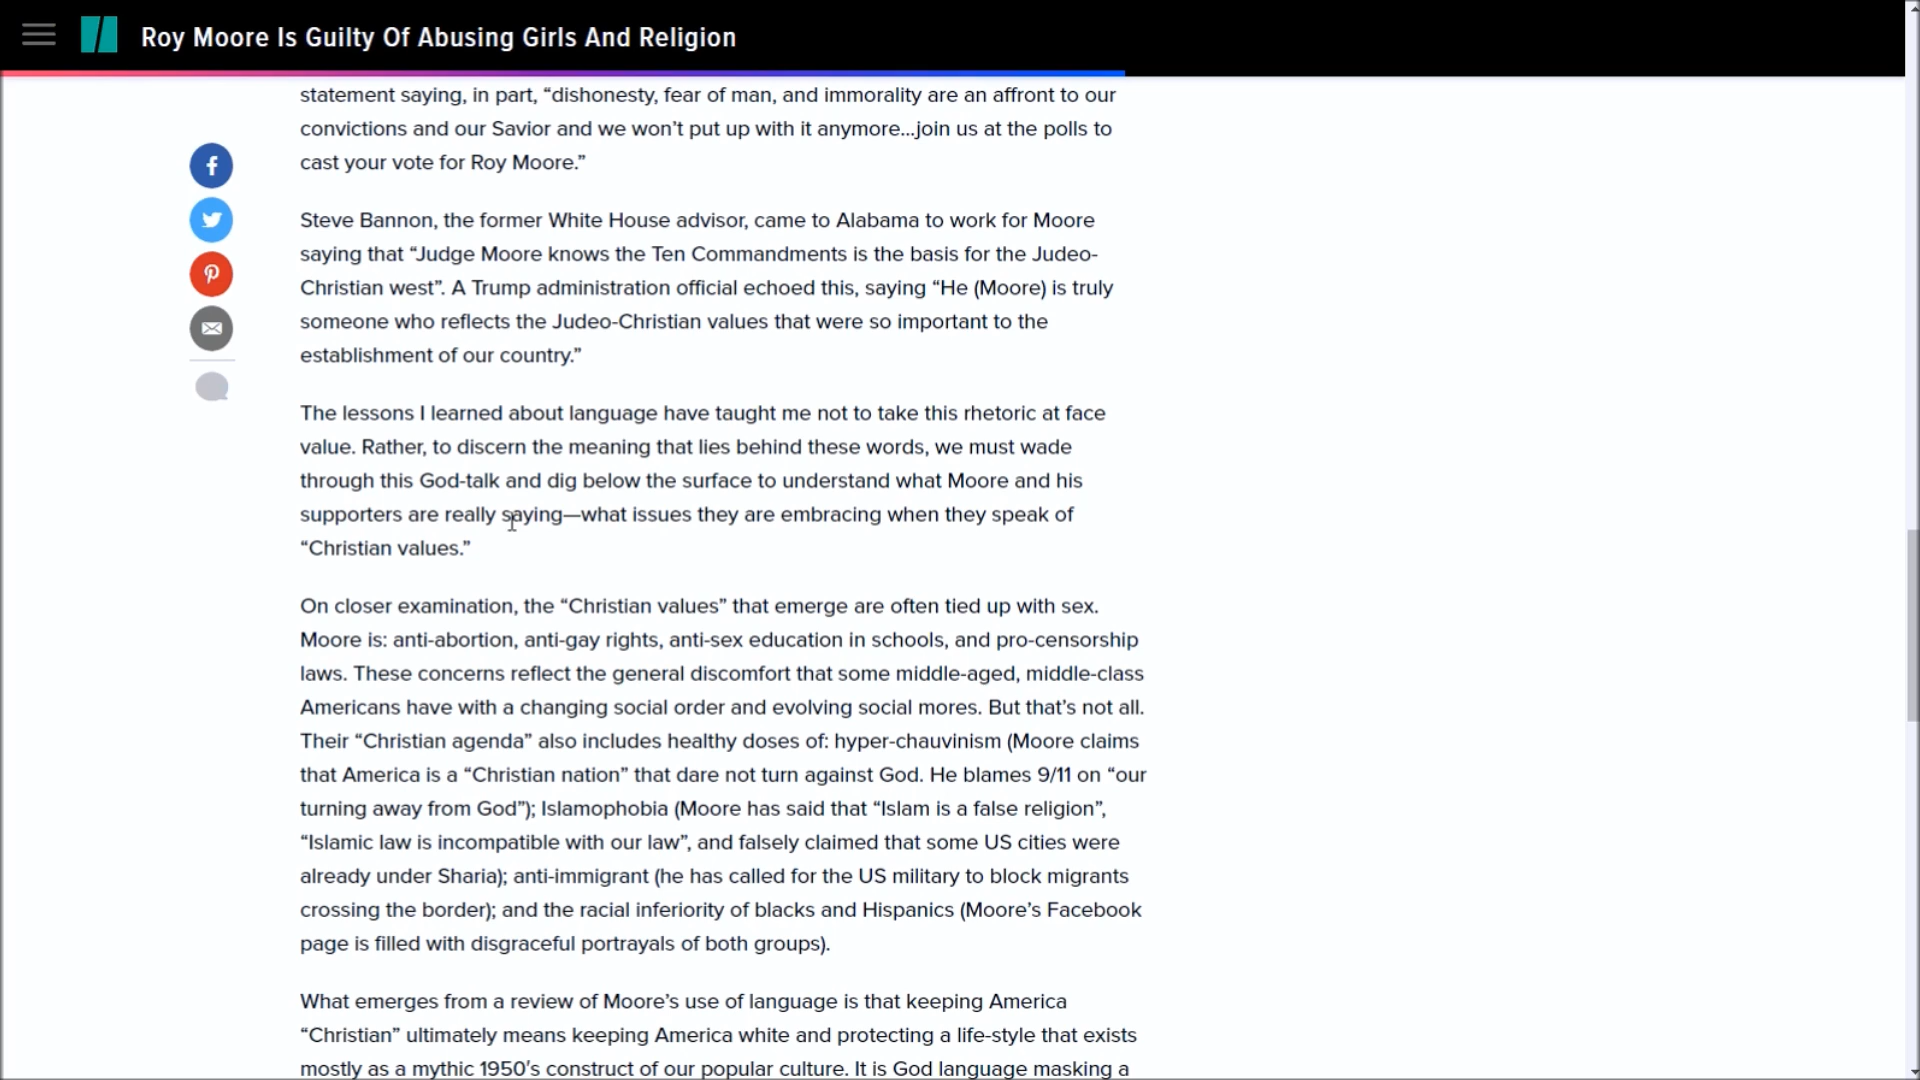 Roy Moore Is Guilty Of Abusing Girls And Religion
statement saying, in part, “dishonesty, fear of man, and immorality are an affront to our
convictions and our Savior and we won’t put up with it anymore...join us at the polls to
cast your vote for Roy Moore.”
Steve Bannon, the former White House advisor, came to Alabama to work for Moore
saying that “Judge Moore knows the Ten Commandments is the basis for the Judeo-
Christian west”. A Trump administration official echoed this, saying “He (Moore) is truly
someone who reflects the Judeo-Christian values that were so important to the
establishment of our country.”
The lessons I learned about language have taught me not to take this rhetoric at face
value. Rather, to discern the meaning that lies behind these words, we must wade
through this God-talk and dig below the surface to understand what Moore and his
supporters are really saying—what issues they are embracing when they speak of
“Christian values.”
On closer examination, the “Christian values” that emerge are often tied up with sex.
Moore is: anti-abortion, anti-gay rights, anti-sex education in schools, and pro-censorship
laws. These concerns reflect the general discomfort that some middle-aged, middle-class
Americans have with a changing social order and evolving social mores. But that’s not all.
Their “Christian agenda” also includes healthy doses of: hyper-chauvinism (Moore claims
that America is a “Christian nation” that dare not turn against God. He blames 9/11 on “our
turning away from God”); Islamophobia (Moore has said that “Islam is a false religion”,
“Islamic law is incompatible with our law”, and falsely claimed that some US cities were
already under Sharia); anti-immigrant (he has called for the US military to block migrants
crossing the border); and the racial inferiority of blacks and Hispanics (Moore’s Facebook
page is filled with disgraceful portrayals of both groups).
What emerges from a review of Moore’s use of language is that keeping America
“Christian” ultimately means keeping America white and protecting a life-style that exists
mostly as a mythic 1950’s construct of our popular culture. It is God language masking a